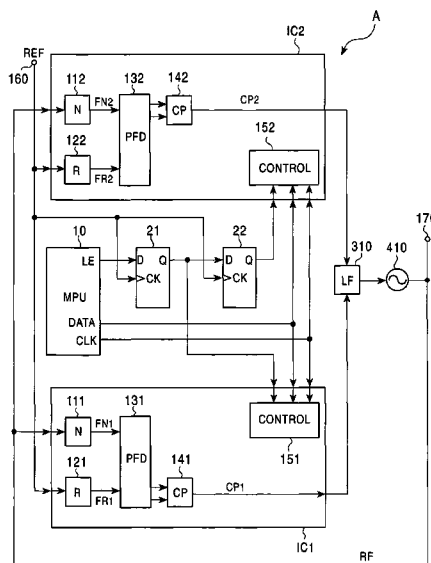 A
REF
160
IC2
112
N
FN2
132
PFD
142
CP
CP2
122
R
FR2
152
CONTROL
10
LE
MPU
DATA
CLK
21
D Q
CK
22
D Q
CK
310
LF
410
111
N
FN1
131
PFD
141
CP
CP1
121
R
FR1
CONTROL
151
IC1
RF